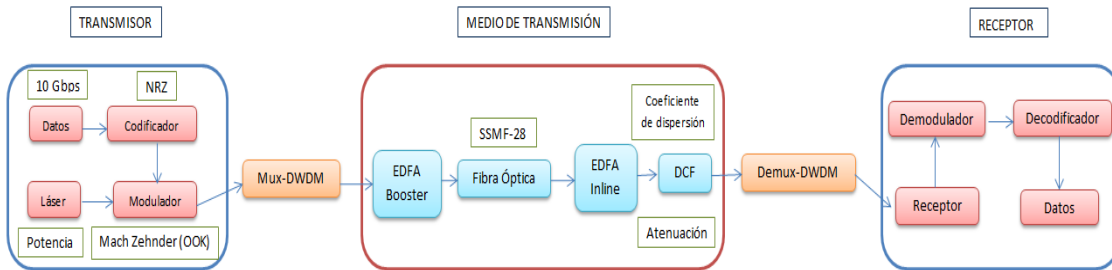 TRANSMISOR
MEDIO DE TRANSMISIÓN
RECEPTOR
10 Gbps
NRZ
Datos
Codificador
Láser
Modulador
Potencia
Mach Zehnder (OOK)
Mux-DWDM
EDFA
Booster
SSMF-28
Fibra Óptica
EDFA
Inline
Coeficiente
de dispersión
DCF
Atenuación
Demux-DWDM
Demodulador
Decodificador
Receptor
Datos